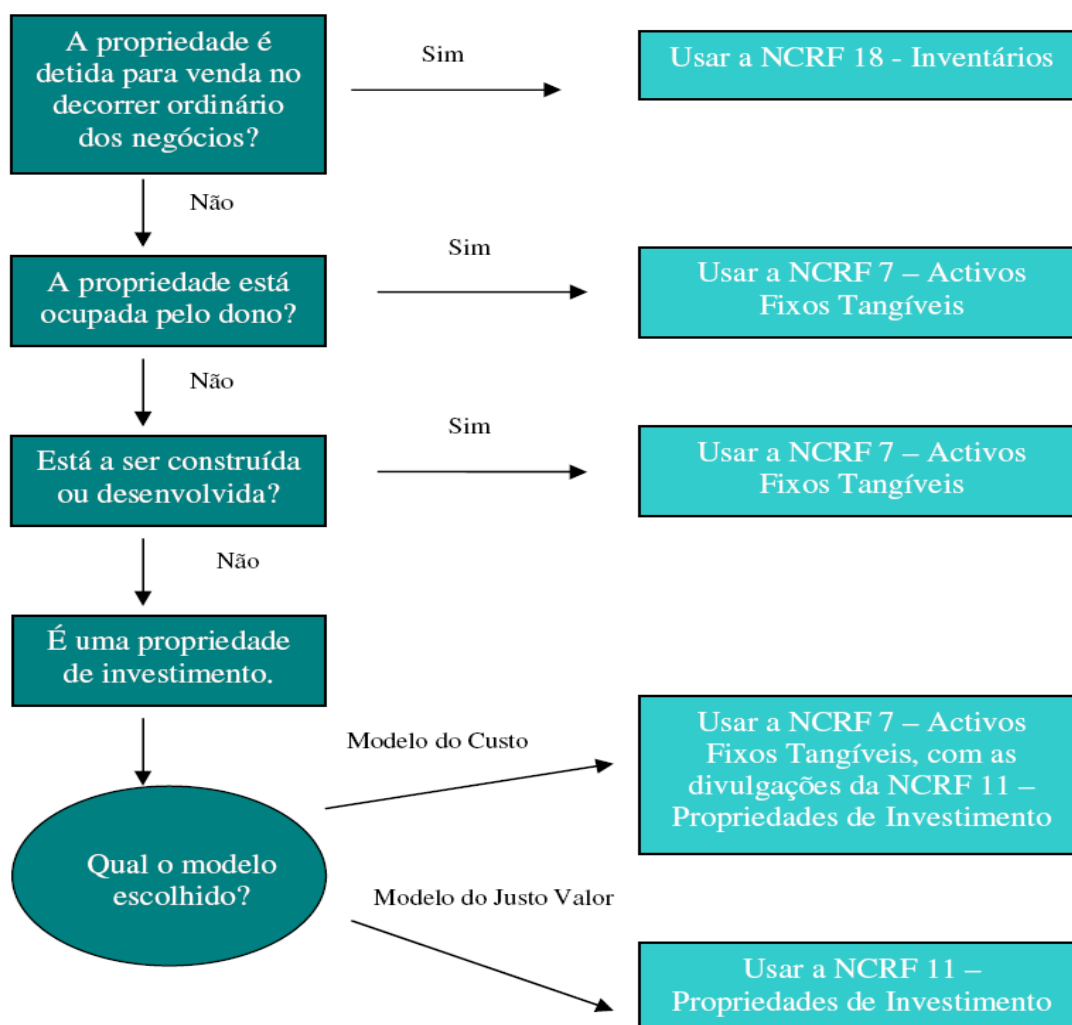 A propriedade é
detida para venda no
decorrer ordinário
dos negócios?
Sim
Usar a NCRF 18 - Inventários
Não
A propriedade está
ocupada pelo dono?
Sim
Usar a NCRF 7 – Activos
Fixos Tangíveis
Não
Está a ser construída
ou desenvolvida?
Sim
Usar a NCRF 7 – Activos
Fixos Tangíveis
Não
É uma propriedade
de investimento.
Qual o modelo
escolhido?
Modelo do Custo
Usar a NCRF 7 – Activos
Fixos Tangíveis, com as
divulgações da NCRF 11 –
Propriedades de Investimento
Modelo do Justo Valor
Usar a NCRF 11 –
Propriedades de Investimento